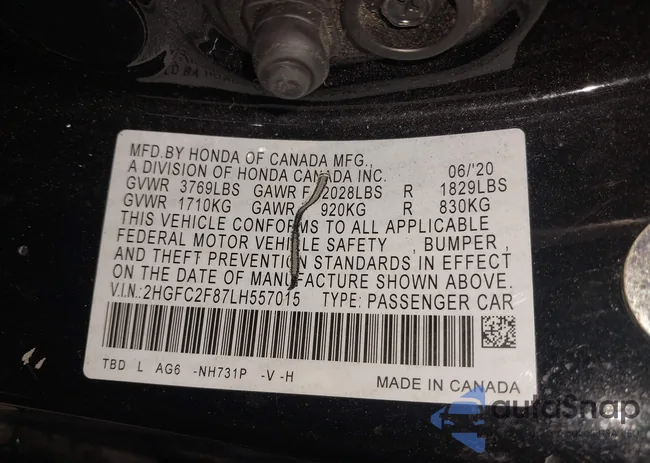 MFD.BY HONDA OF CANADA MFG.,
A DIVISION OF HONDA CANADA INC. 06/'20
GVWR 3769LBS GAWR F 2028LBS R 1829LBS
GVWR 1710KG GAWR 920KG R 830KG
THIS VEHICLE CONFORMS TO ALL APPLICABLE
FEDERAL MOTOR VEHICLE SAFETY , BUMPER ,
AND THEFT PREVENTION STANDARDS IN EFFECT
ON THE DATE OF MANUFACTURE SHOWN ABOVE.
V.I.N.:2HGFC2F87LH557015 TYPE: PASSENGER CAR
TBD L AG6 -NH731P -V-H
MADE IN CANADA
autoSnap